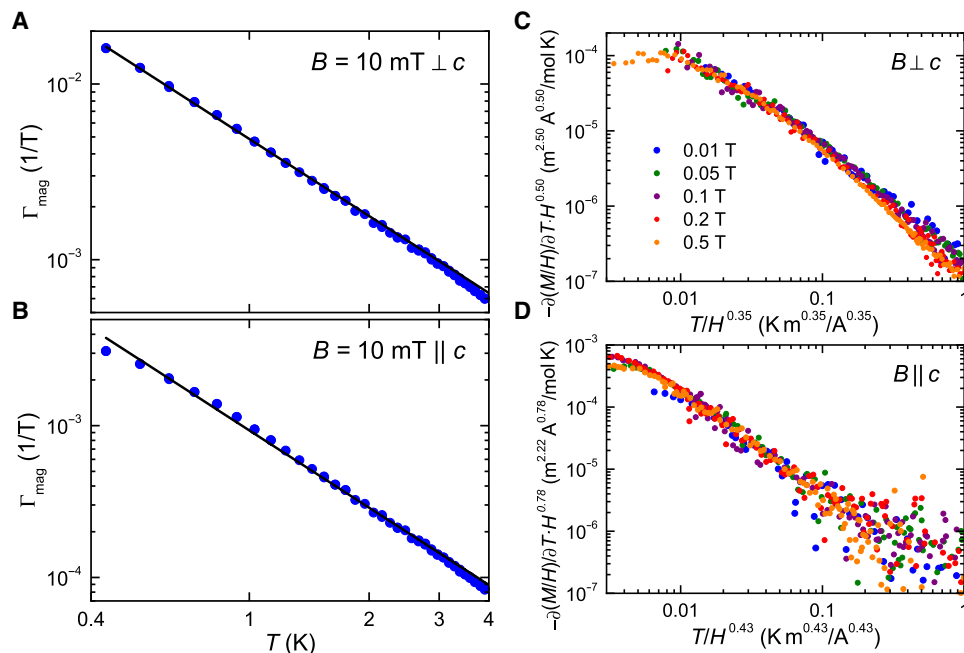 A
B = 10 mT ⊥ c
10⁻²
10⁻³
Γmag (1/T)
B
B = 10 mT || c
10⁻³
10⁻⁴
Γmag (1/T)
0.4 1 2 3 4
T (K)
C
B⊥c
10⁻⁴
10⁻⁵
10⁻⁶
10⁻⁷
−∂(M/H)/∂T·H^0.50 (m^2.50 A^0.50/mol K)
0.01 T
0.05 T
0.1 T
0.2 T
0.5 T
0.01 0.1 1
T/H^0.35 (K m^0.35/A^0.35)
D
B || c
10⁻³
10⁻⁴
10⁻⁵
10⁻⁶
10⁻⁷
−∂(M/H)/∂T·H^0.78 (m^2.22 A^0.78/mol K)
0.01 0.1 1
T/H^0.43 (K m^0.43/A^0.43)